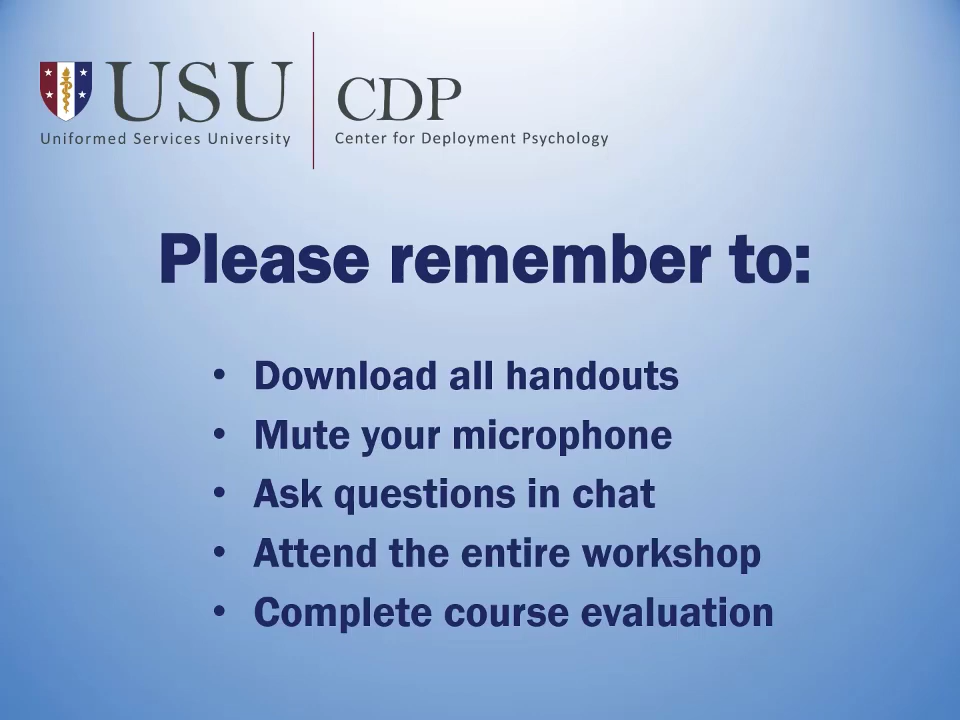 USU
Uniformed Services University
CDP
Center for Deployment Psychology
Please remember to:
• Download all handouts
• Mute your microphone
• Ask questions in chat
• Attend the entire workshop
• Complete course evaluation